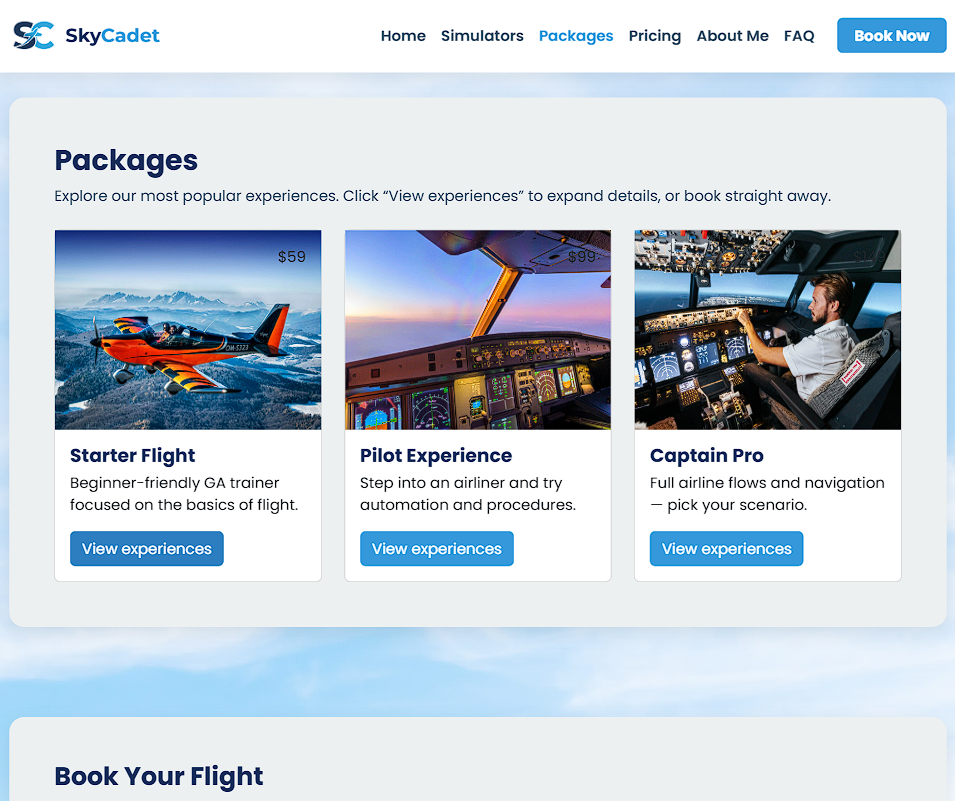 SkyCadet
Home Simulators Packages Pricing About Me FAQ Book Now
Packages
Explore our most popular experiences. Click “View experiences” to expand details, or book straight away.
$59
$99
OM-S323
Starter Flight
Beginner-friendly GA trainer
focused on the basics of flight.
View experiences
Pilot Experience
Step into an airliner and try
automation and procedures.
View experiences
Captain Pro
Full airline flows and navigation
— pick your scenario.
View experiences
Book Your Flight